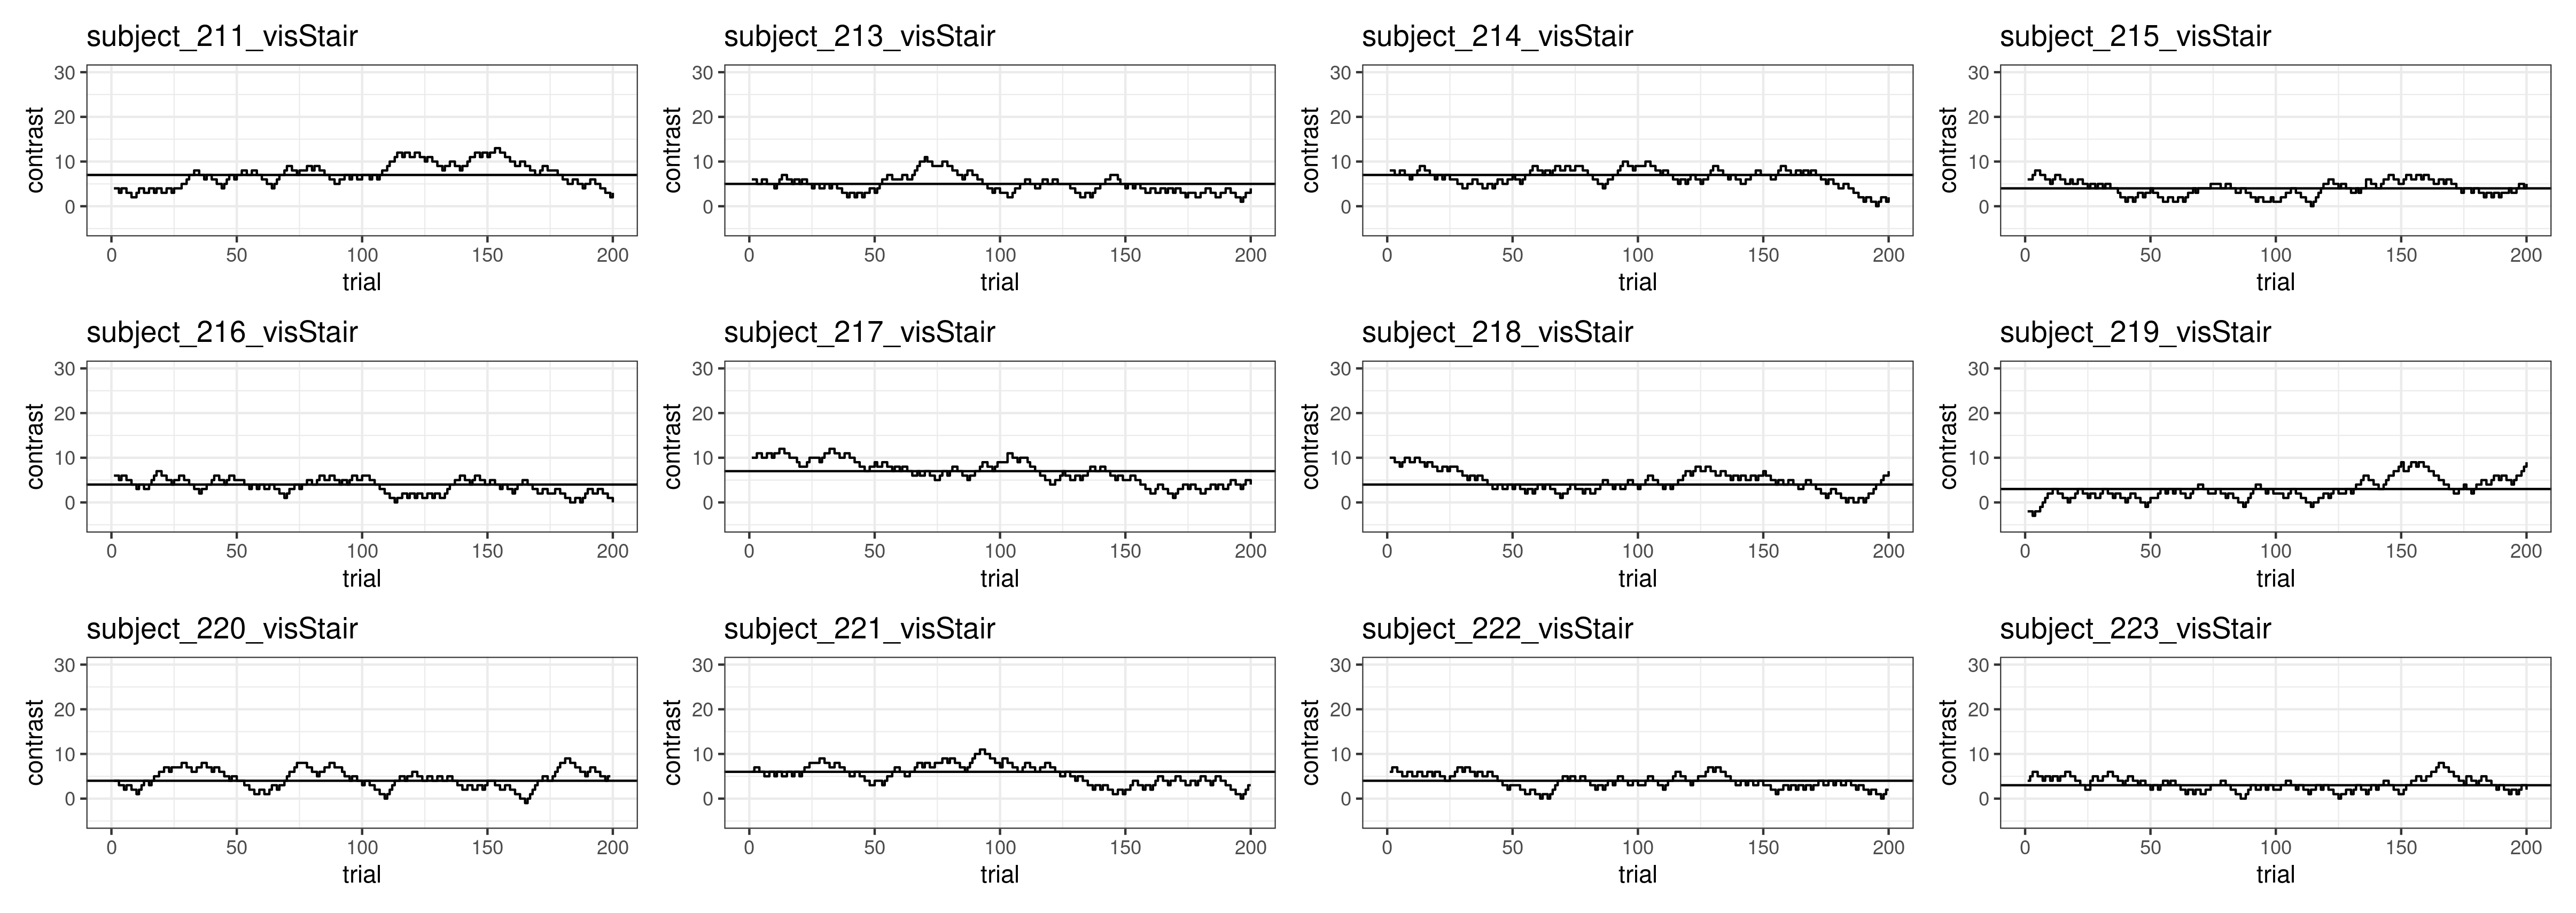 subject_211_visStair
subject_213_visStair
subject_214_visStair
subject_215_visStair
30
20
10
0
contrast
0 50 100 150 200
trial
30
20
10
0
contrast
0 50 100 150 200
trial
30
20
10
0
contrast
0 50 100 150 200
trial
30
20
10
0
contrast
0 50 100 150 200
trial
subject_216_visStair
subject_217_visStair
subject_218_visStair
subject_219_visStair
30
20
10
0
contrast
0 50 100 150 200
trial
30
20
10
0
contrast
0 50 100 150 200
trial
30
20
10
0
contrast
0 50 100 150 200
trial
30
20
10
0
contrast
0 50 100 150 200
trial
subject_220_visStair
subject_221_visStair
subject_222_visStair
subject_223_visStair
30
20
10
0
contrast
0 50 100 150 200
trial
30
20
10
0
contrast
0 50 100 150 200
trial
30
20
10
0
contrast
0 50 100 150 200
trial
30
20
10
0
contrast
0 50 100 150 200
trial